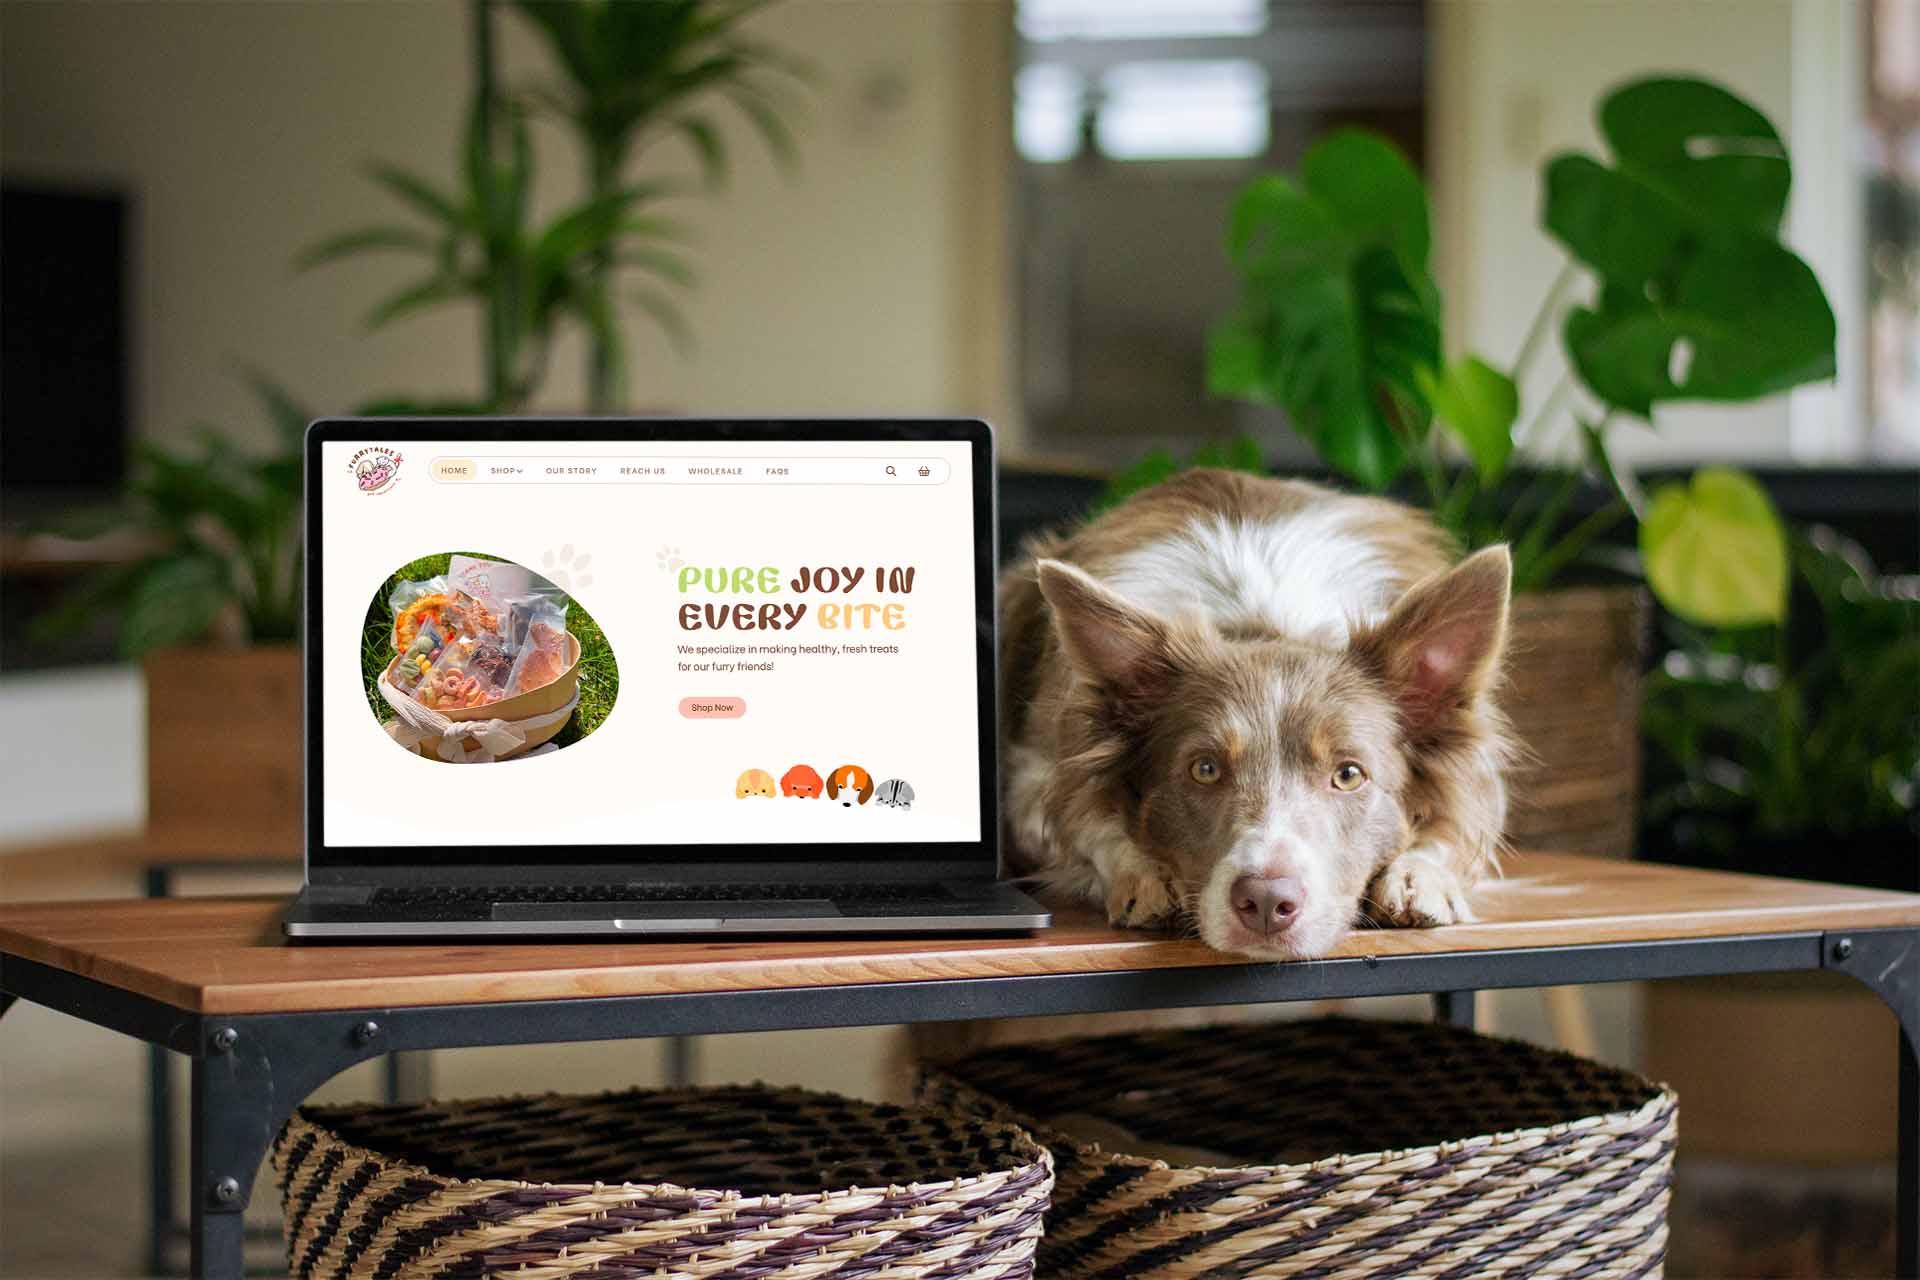 FURRYTALES
HOME SHOP OUR STORY REACH US WHOLESALE FAQS
PURE JOY IN
EVERY BITE
We specialize in making healthy, fresh treats
for our furry friends!
Shop Now